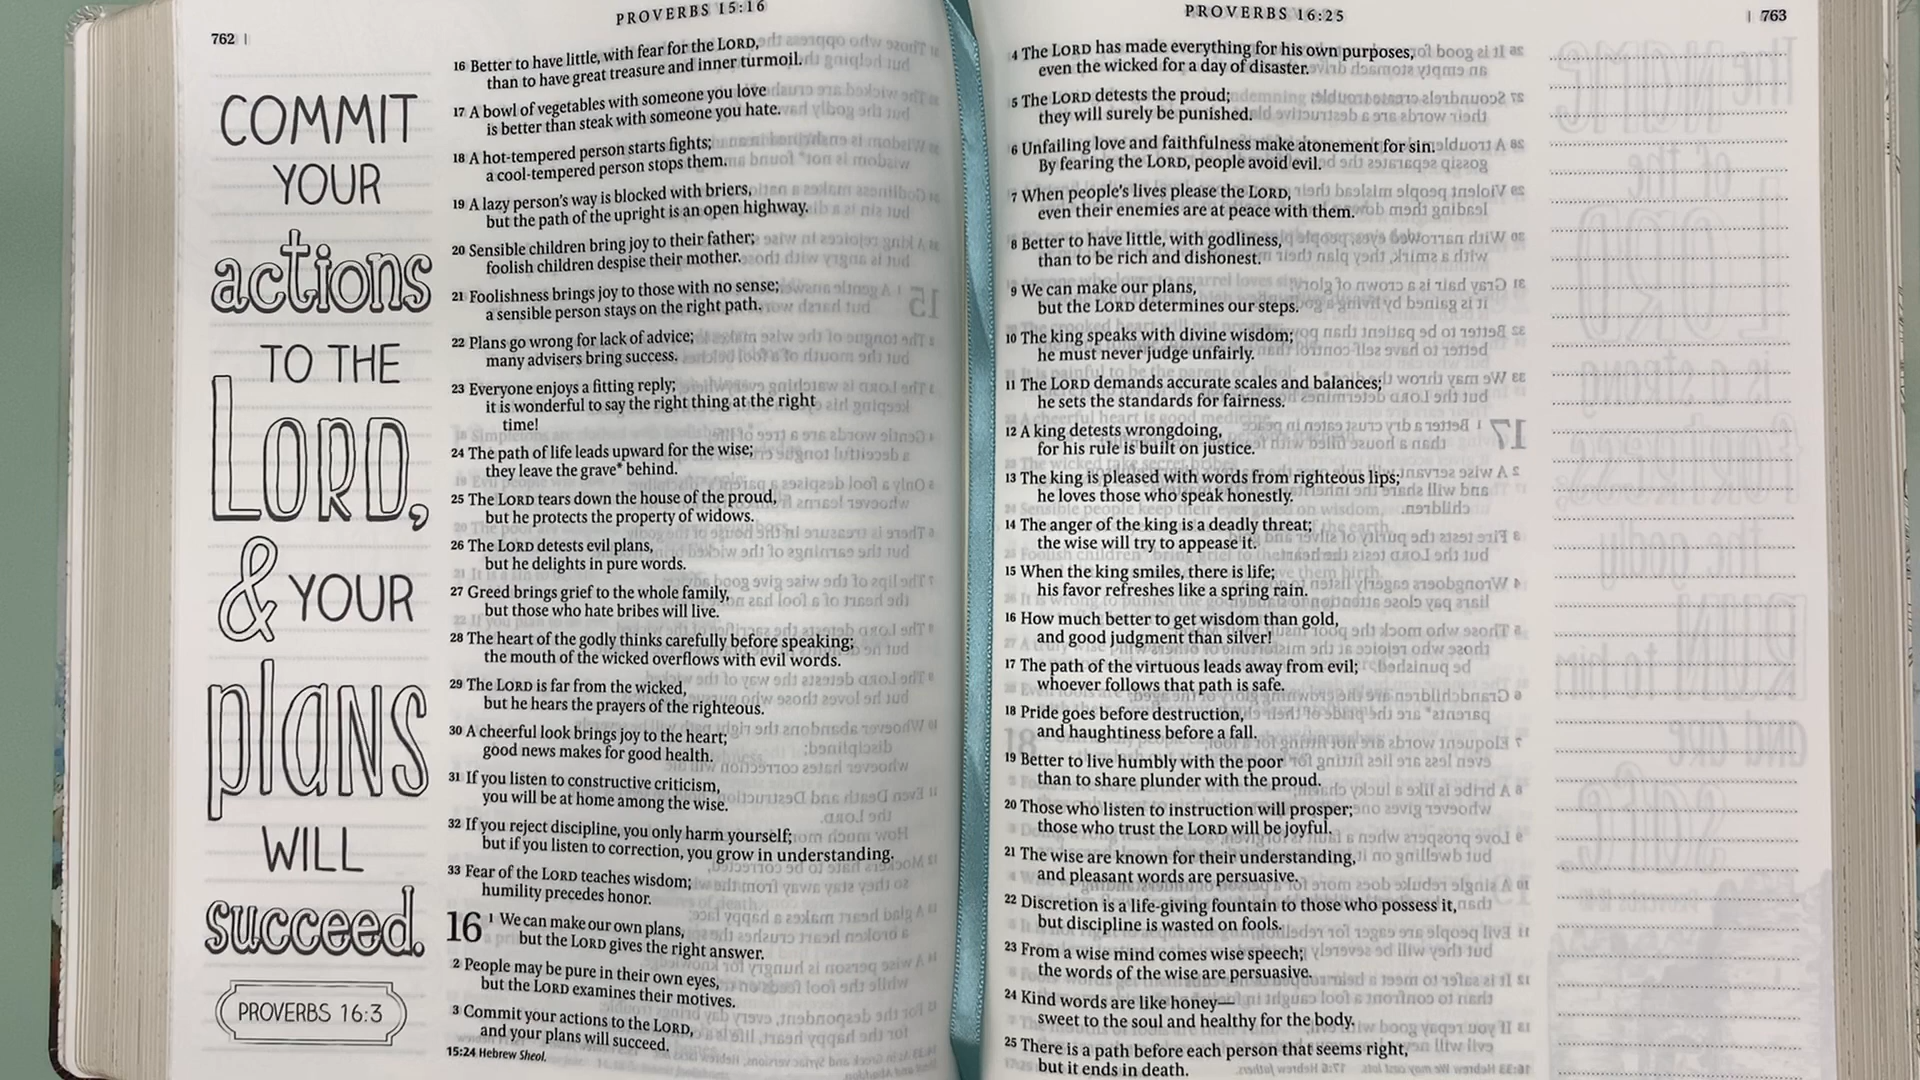 PROVERBS 15:16
762 |
COMMIT
YOUR
actions
TO THE
LORD,
& YOUR
plans
WILL
succeed.
PROVERBS 16:3
16 Better to have little, with fear for the LORD,
than to have great treasure and inner turmoil.
17 A bowl of vegetables with someone you love
is better than steak with someone you hate.
18 A hot-tempered person starts fights;
a cool-tempered person stops them.
19 A lazy person's way is blocked with briers,
but the path of the upright is an open highway.
20 Sensible children bring joy to their father;
foolish children despise their mother.
21 Foolishness brings joy to those with no sense;
a sensible person stays on the right path.
22 Plans go wrong for lack of advice;
many advisers bring success.
23 Everyone enjoys a fitting reply;
it is wonderful to say the right thing at the right
time!
24 The path of life leads upward for the wise;
they leave the grave* behind.
25 The LORD tears down the house of the proud,
but he protects the property of widows.
26 The LORD detests evil plans,
but he delights in pure words.
27 Greed brings grief to the whole family,
but those who hate bribes will live.
28 The heart of the godly thinks carefully before speaking;
the mouth of the wicked overflows with evil words.
29 The LORD is far from the wicked,
but he hears the prayers of the righteous.
30 A cheerful look brings joy to the heart;
good news makes for good health.
31 If you listen to constructive criticism,
you will be at home among the wise.
32 If you reject discipline, you only harm yourself;
but if you listen to correction, you grow in understanding.
33 Fear of the LORD teaches wisdom;
humility precedes honor.
16 1 We can make our own plans,
but the LORD gives the right answer.
2 People may be pure in their own eyes,
but the LORD examines their motives.
3 Commit your actions to the LORD,
and your plans will succeed.
15:24 Hebrew Sheol.
PROVERBS 16:25
| 763
4 The LORD has made everything for his own purposes,
even the wicked for a day of disaster.
5 The LORD detests the proud;
they will surely be punished.
6 Unfailing love and faithfulness make atonement for sin.
By fearing the LORD, people avoid evil.
7 When people's lives please the LORD,
even their enemies are at peace with them.
8 Better to have little, with godliness,
than to be rich and dishonest.
9 We can make our plans,
but the LORD determines our steps.
10 The king speaks with divine wisdom;
he must never judge unfairly.
11 The LORD demands accurate scales and balances;
he sets the standards for fairness.
12 A king detests wrongdoing,
for his rule is built on justice.
13 The king is pleased with words from righteous lips;
he loves those who speak honestly.
14 The anger of the king is a deadly threat;
the wise will try to appease it.
15 When the king smiles, there is life;
his favor refreshes like a spring rain.
16 How much better to get wisdom than gold,
and good judgment than silver!
17 The path of the virtuous leads away from evil;
whoever follows that path is safe.
18 Pride goes before destruction,
and haughtiness before a fall.
19 Better to live humbly with the poor
than to share plunder with the proud.
20 Those who listen to instruction will prosper;
those who trust the LORD will be joyful.
21 The wise are known for their understanding,
and pleasant words are persuasive.
22 Discretion is a life-giving fountain to those who possess it,
but discipline is wasted on fools.
23 From a wise mind comes wise speech;
the words of the wise are persuasive.
24 Kind words are like honey—
sweet to the soul and healthy for the body.
25 There is a path before each person that seems right,
but it ends in death.